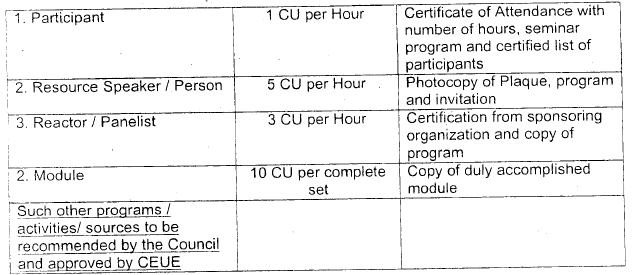 1. Participant
1 CU per Hour
Certificate of Attendance with
number of hours, seminar
program and certified list of
participants
2. Resource Speaker / Person
5 CU per Hour
Photocopy of Plaque, program
and invitation
3. Reactor / Panelist
3 CU per Hour
Certification from sponsoring
organization and copy of
program
2. Module
10 CU per complete
set
Copy of duly accomplished
module
Such other programs /
activities/ sources to be
recommended by the Council
and approved by CEUE